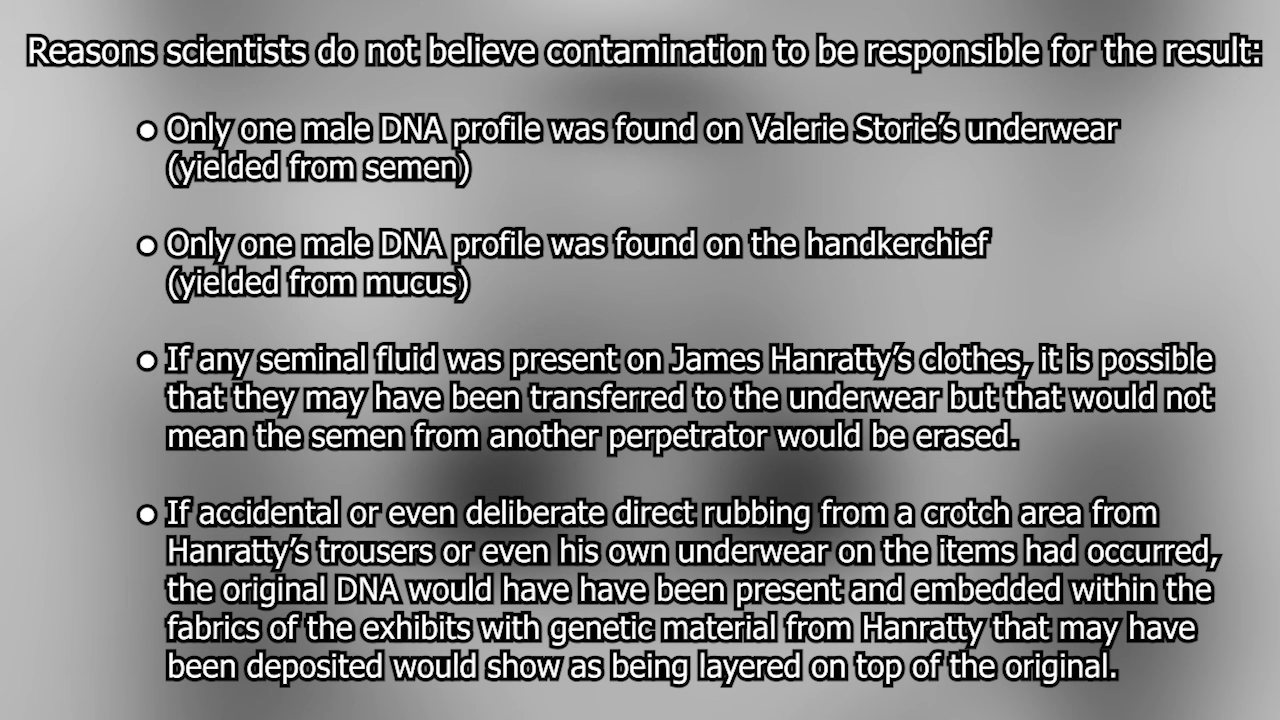 Reasons scientists do not believe contamination to be responsible for the result:
● Only one male DNA profile was found on Valerie Storie's underwear
(yielded from semen)
● Only one male DNA profile was found on the handkerchief
(yielded from mucus)
● If any seminal fluid was present on James Hanratty's clothes, it is possible
that they may have been transferred to the underwear but that would not
mean the semen from another perpetrator would be erased.
● If accidental or even deliberate direct rubbing from a crotch area from
Hanratty's trousers or even his own underwear on the items had occurred,
the original DNA would have have been present and embedded within the
fabrics of the exhibits with genetic material from Hanratty that may have
been deposited would show as being layered on top of the original.